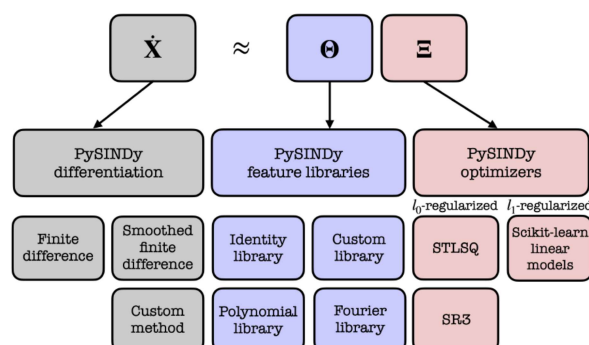 Ẋ ≈ Θ Ξ
PySINDy
differentiation
PySINDy
feature libraries
PySINDy
optimizers
l₀-regularized
l₁-regularized
Finite
difference
Smoothed
finite
difference
Identity
library
Custom
library
STLSQ
Scikit-learn
linear
models
Custom
method
Polynomial
library
Fourier
library
SR3